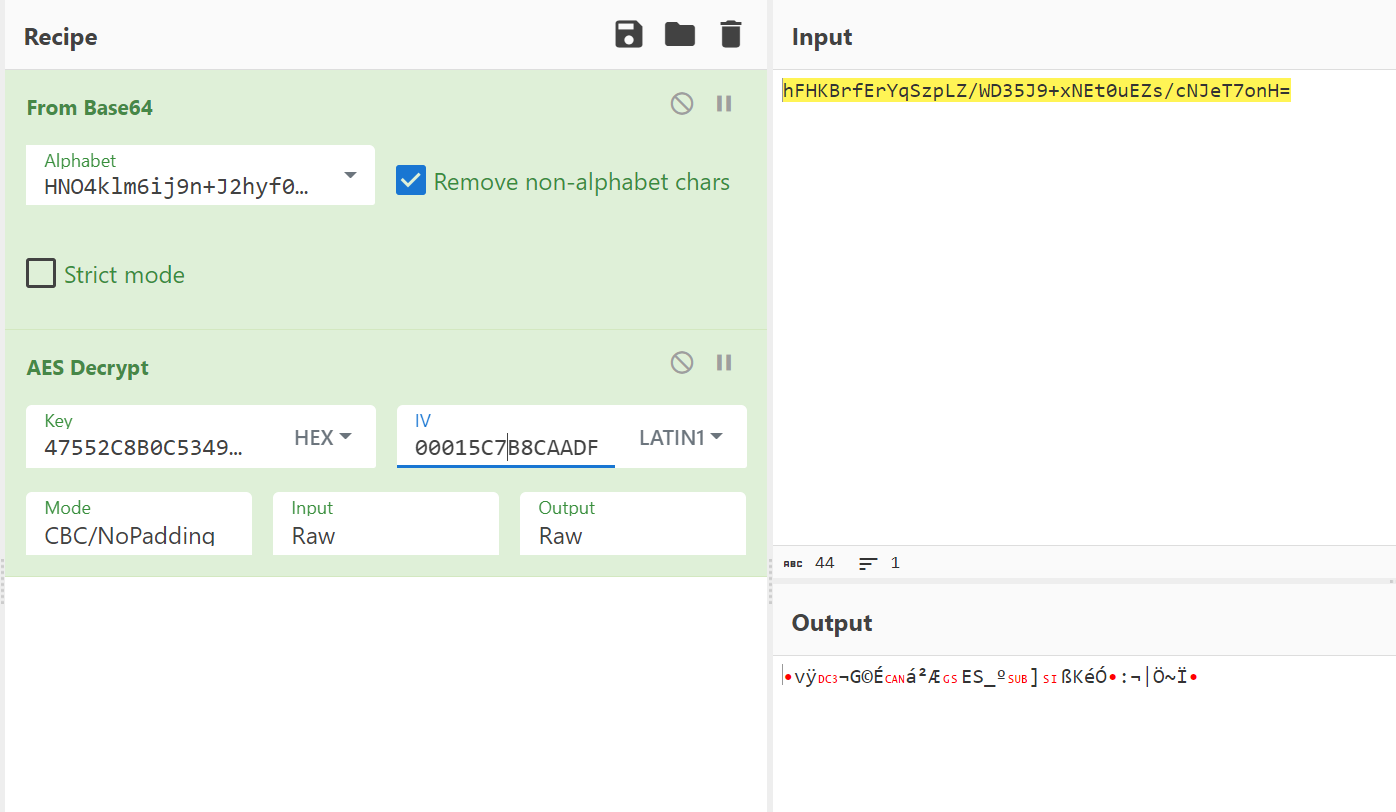 Recipe
From Base64
Alphabet
HNO4klm6ij9n+J2hyf0…
Remove non-alphabet chars
Strict mode
AES Decrypt
Key
47552C8B0C5349…
HEX
IV
00015C7B8CAADF
LATIN1
Mode
CBC/NoPadding
Input
Raw
Output
Raw
Input
hFHKBrfErYqSzpLZ/WD35J9+xNEt0uEZs/cNJeT7onH=
ABC 44
1
Output
•vÿDC3¬G©ÉCANá²ÆGSES_ºSUB]SIßKéÓ•:¬|Ö~Ï•